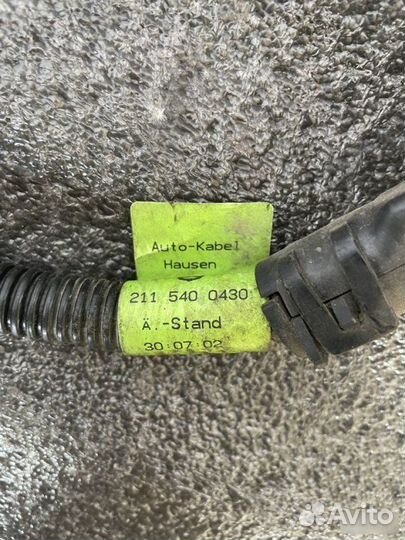 Auto-Kabel
Hausen
211 540 0430
Ä.-Stand
30:07:02
Avito